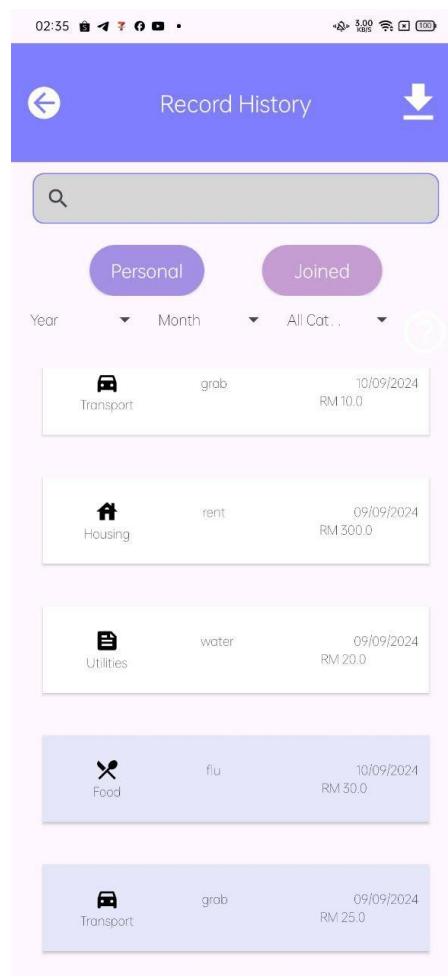 02:35 3.00 KB/S 100
Record History
Personal Joined
Year Month All Cat. .
?
grab 10/09/2024
Transport RM 10.0
rent 09/09/2024
Housing RM 300.0
water 09/09/2024
Utilities RM 20.0
flu 10/09/2024
Food RM 30.0
grab 09/09/2024
Transport RM 25.0